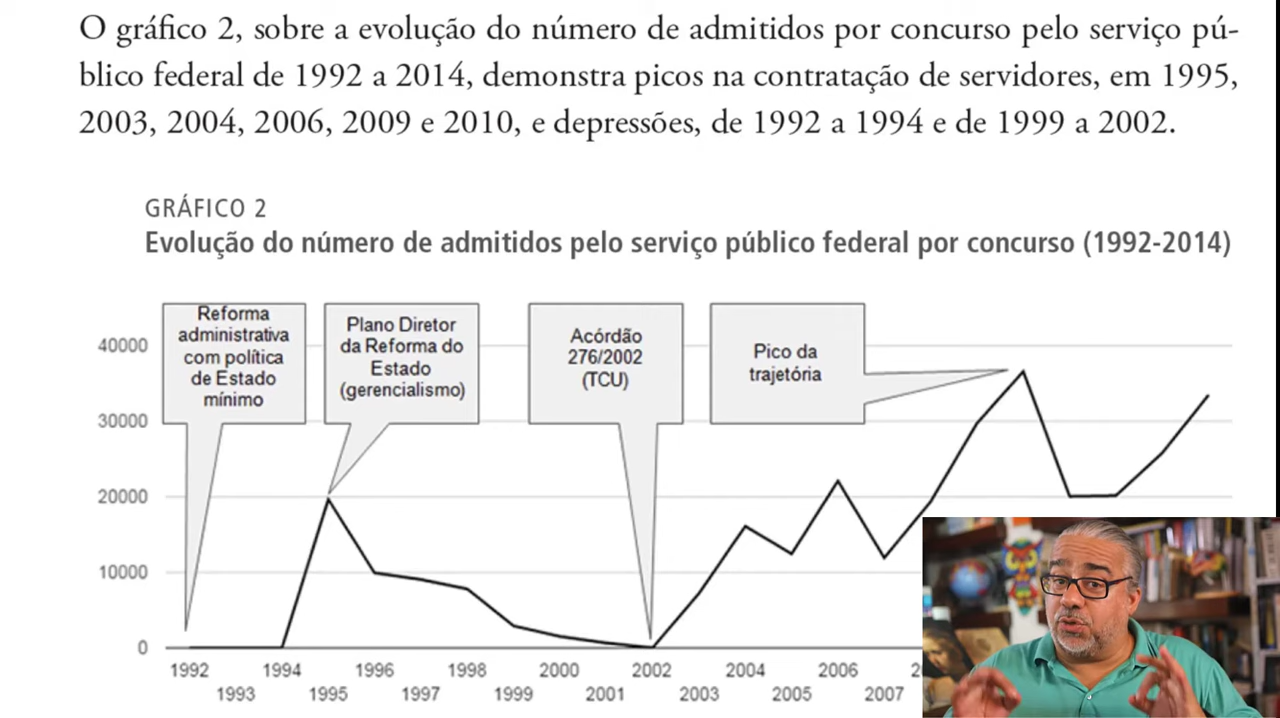 O gráfico 2, sobre a evolução do número de admitidos por concurso pelo serviço pú-
blico federal de 1992 a 2014, demonstra picos na contratação de servidores, em 1995,
2003, 2004, 2006, 2009 e 2010, e depressões, de 1992 a 1994 e de 1999 a 2002.
GRÁFICO 2
Evolução do número de admitidos pelo serviço público federal por concurso (1992-2014)
Reforma
administrativa
com política
de Estado
mínimo
Plano Diretor
da Reforma do
Estado
(gerencialismo)
Acórdão
276/2002
(TCU)
Pico da
trajetória
40000
30000
20000
10000
0
1992
1994
1996
1998
2000
2002
2004
2006
1993
1995
1997
1999
2001
2003
2005
2007